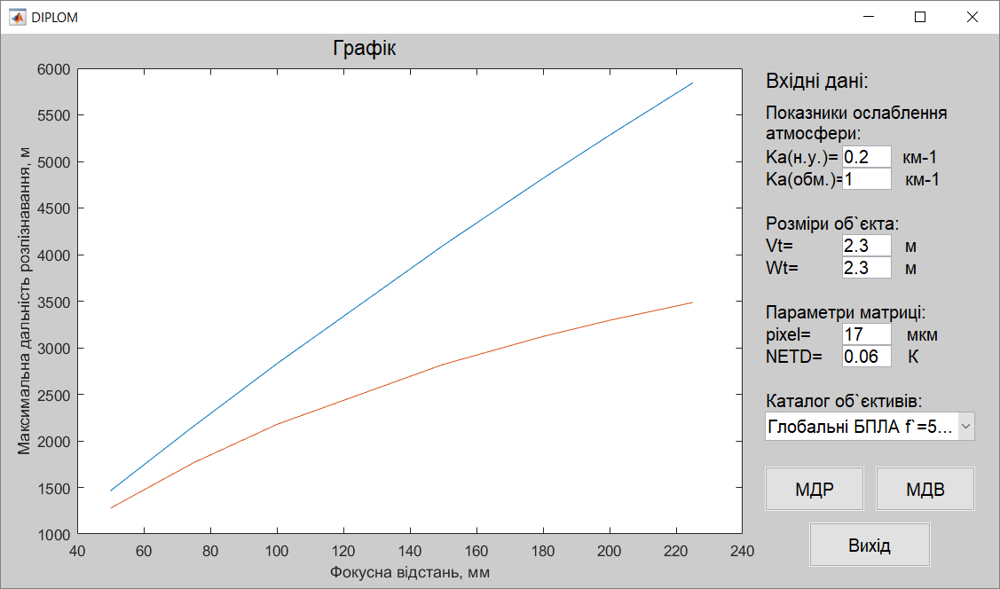 DIPLOM
Графік
6000
5500
5000
4500
4000
3500
3000
2500
2000
1500
1000
Максимальна дальність розпізнавання, м
40 60 80 100 120 140 160 180 200 220 240
Фокусна відстань, мм
Вхідні дані:
Показники ослаблення
атмосфери:
Ka(н.у.)= 0.2 км-1
Ka(обм.)= 1 км-1
Розміри об`єкта:
Vt= 2.3 м
Wt= 2.3 м
Параметри матриці:
pixel= 17 мкм
NETD= 0.06 К
Каталог об`єктивів:
Глобальні БПЛА f`=5...
МДР МДВ
Вихід